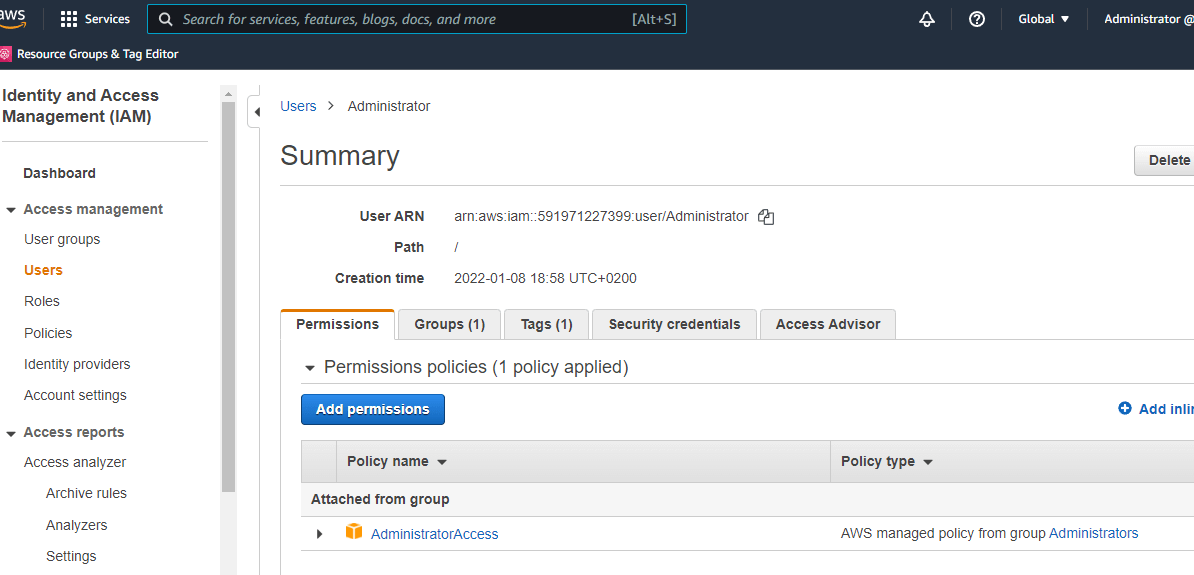 aws
Services
Search for services, features, blogs, docs, and more
[Alt+S]
Global
Administrator @
Resource Groups & Tag Editor
Identity and Access
Management (IAM)
Dashboard
Access management
User groups
Users
Roles
Policies
Identity providers
Account settings
Access reports
Access analyzer
Archive rules
Analyzers
Settings
Users > Administrator
Summary
Delete
User ARN arn:aws:iam::591971227399:user/Administrator
Path /
Creation time 2022-01-08 18:58 UTC+0200
Permissions
Groups (1)
Tags (1)
Security credentials
Access Advisor
Permissions policies (1 policy applied)
Add permissions
Add inli
Policy name
Policy type
Attached from group
AdministratorAccess
AWS managed policy from group Administrators